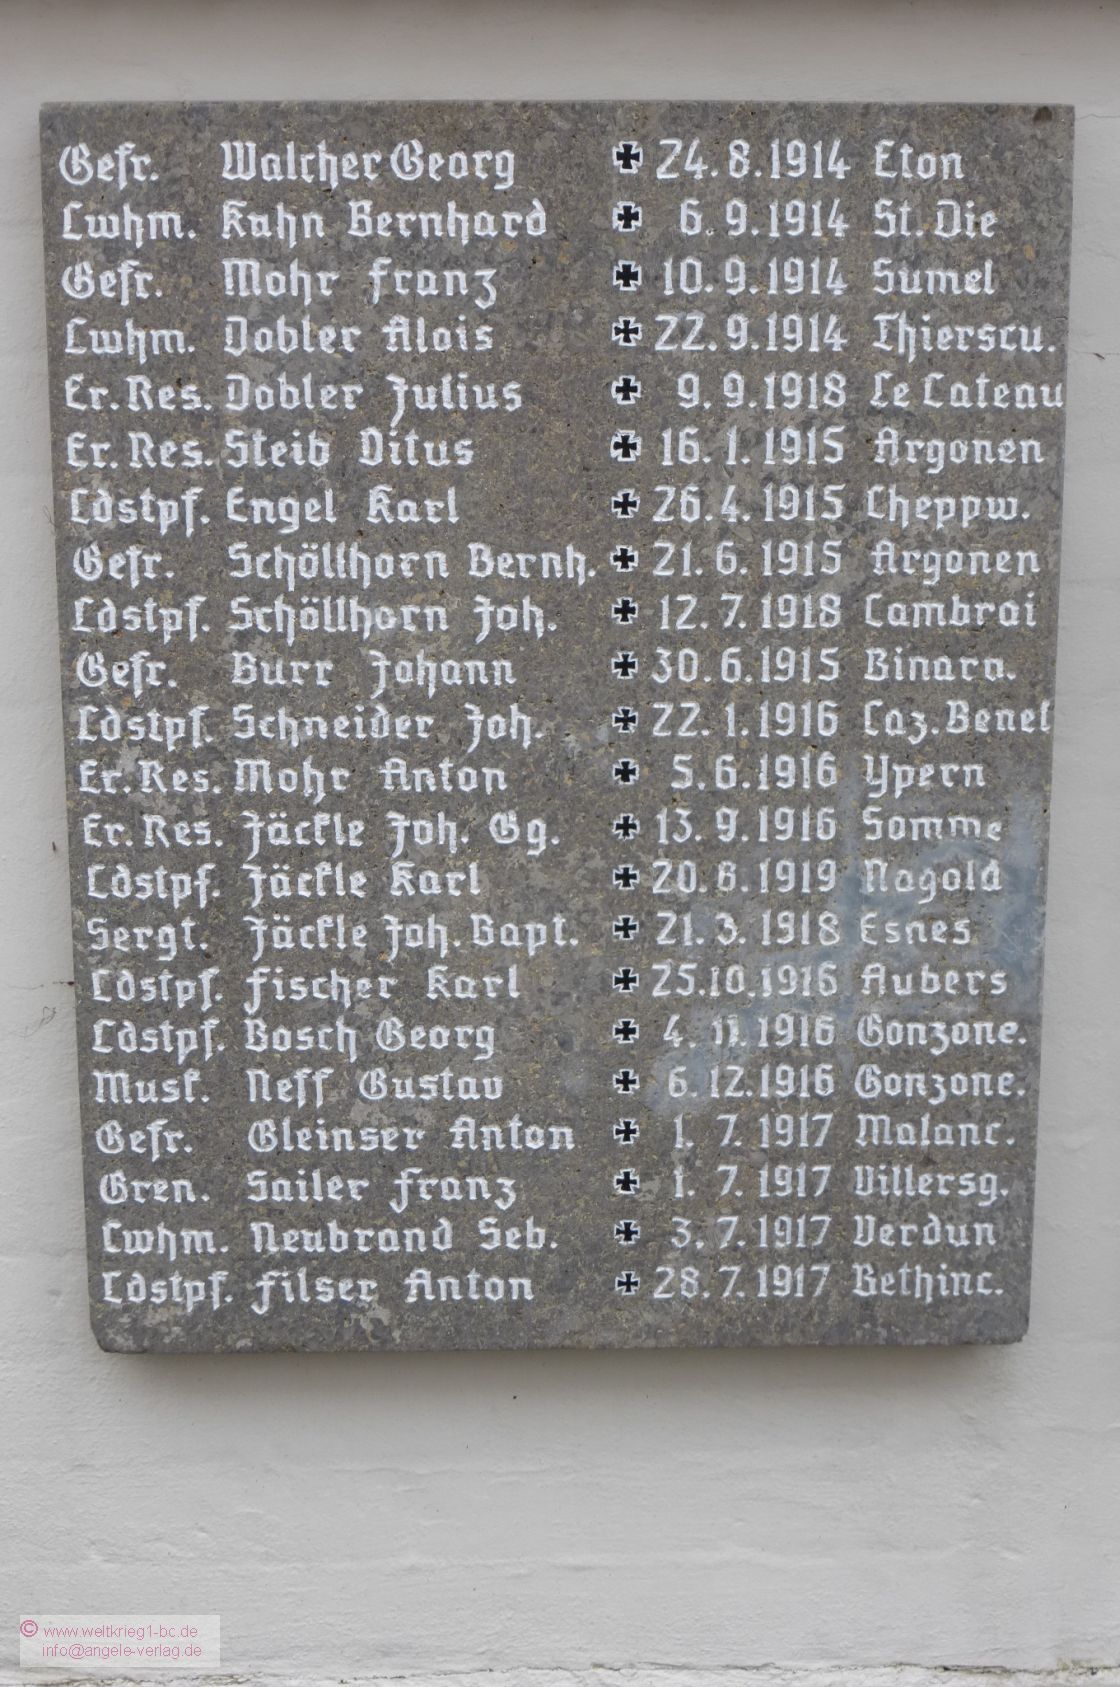 Gefr. Walcher Georg ✠ 24. 8. 1914 Eton
Lwhm. Kahn Bernhard ✠ 6. 9. 1914 St. Die
Gefr. Mohr Franz ✠ 10. 9. 1914 Sumel
Lwhm. Dobler Alois ✠ 22. 9. 1914 Thierscu.
Er. Res. Dobler Julius ✠ 9. 9. 1918 Le Cateau
Er. Res. Steib Vitus ✠ 16. 1. 1915 Argonen
Ldstpf. Engel Karl ✠ 26. 4. 1915 Cheppw.
Gefr. Schöllhorn Bernh. ✠ 21. 6. 1915 Argonen
Ldstpf. Schöllhorn Joh. ✠ 12. 7. 1918 Cambrai
Gefr. Burr Johann ✠ 30. 6. 1915 Binarv.
Ldstpf. Schneider Joh. ✠ 22. 1. 1916 Laz. Benef
Er. Res. Mohr Anton ✠ 5. 6. 1916 Ypern
Er. Res. Jäckle Joh. Gg. ✠ 13. 9. 1916 Somme
Ldstpf. Jäckle Karl ✠ 20. 6. 1919 Nagold
Sergt. Jäckle Joh. Bapt. ✠ 21. 3. 1918 Esnes
Ldstpf. Fischer Karl ✠ 25. 10. 1916 Aubers
Ldstpf. Bosch Georg ✠ 4. 11. 1916 Gonzone.
Musk. Neff Gustav ✠ 6. 12. 1916 Gonzone.
Gefr. Gleinser Anton ✠ 1. 7. 1917 Malanc.
Gren. Sailer Franz ✠ 1. 7. 1917 Villersg.
Lwhm. Neubrand Seb. ✠ 3. 7. 1917 Verdun
Ldstpf. Filser Anton ✠ 28. 7. 1917 Bethinc.
© www.weltkrieg1-bc.de
info@angele-verlag.de